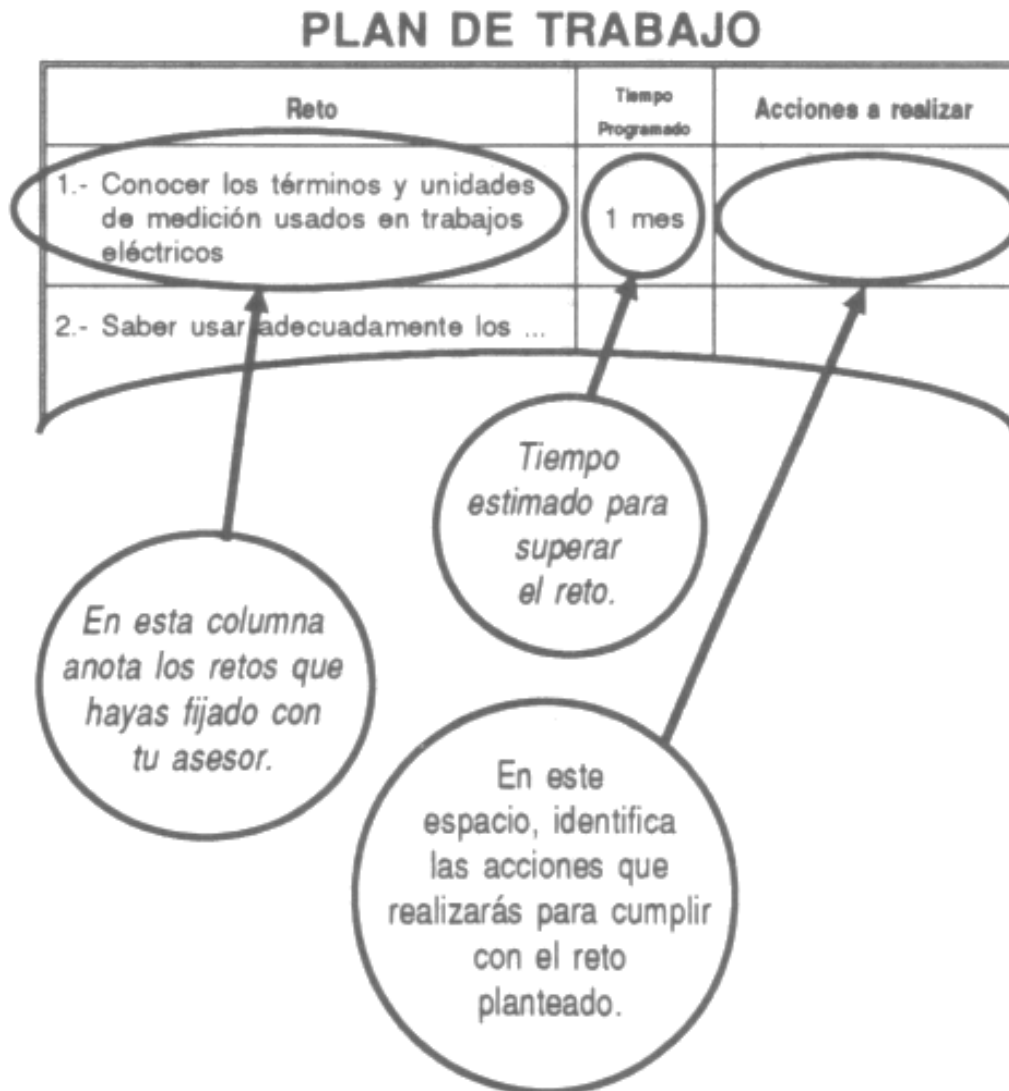 PLAN DE TRABAJO
Reto
Tiempo
Programado
Acciones a realizar
1.- Conocer los términos y unidades
de medición usados en trabajos
eléctricos
1 mes
2.- Saber usar adecuadamente los ...
Tiempo
estimado para
superar
el reto.
En esta columna
anota los retos que
hayas fijado con
tu asesor.
En este
espacio, identifica
las acciones que
realizarás para cumplir
con el reto
planteado.